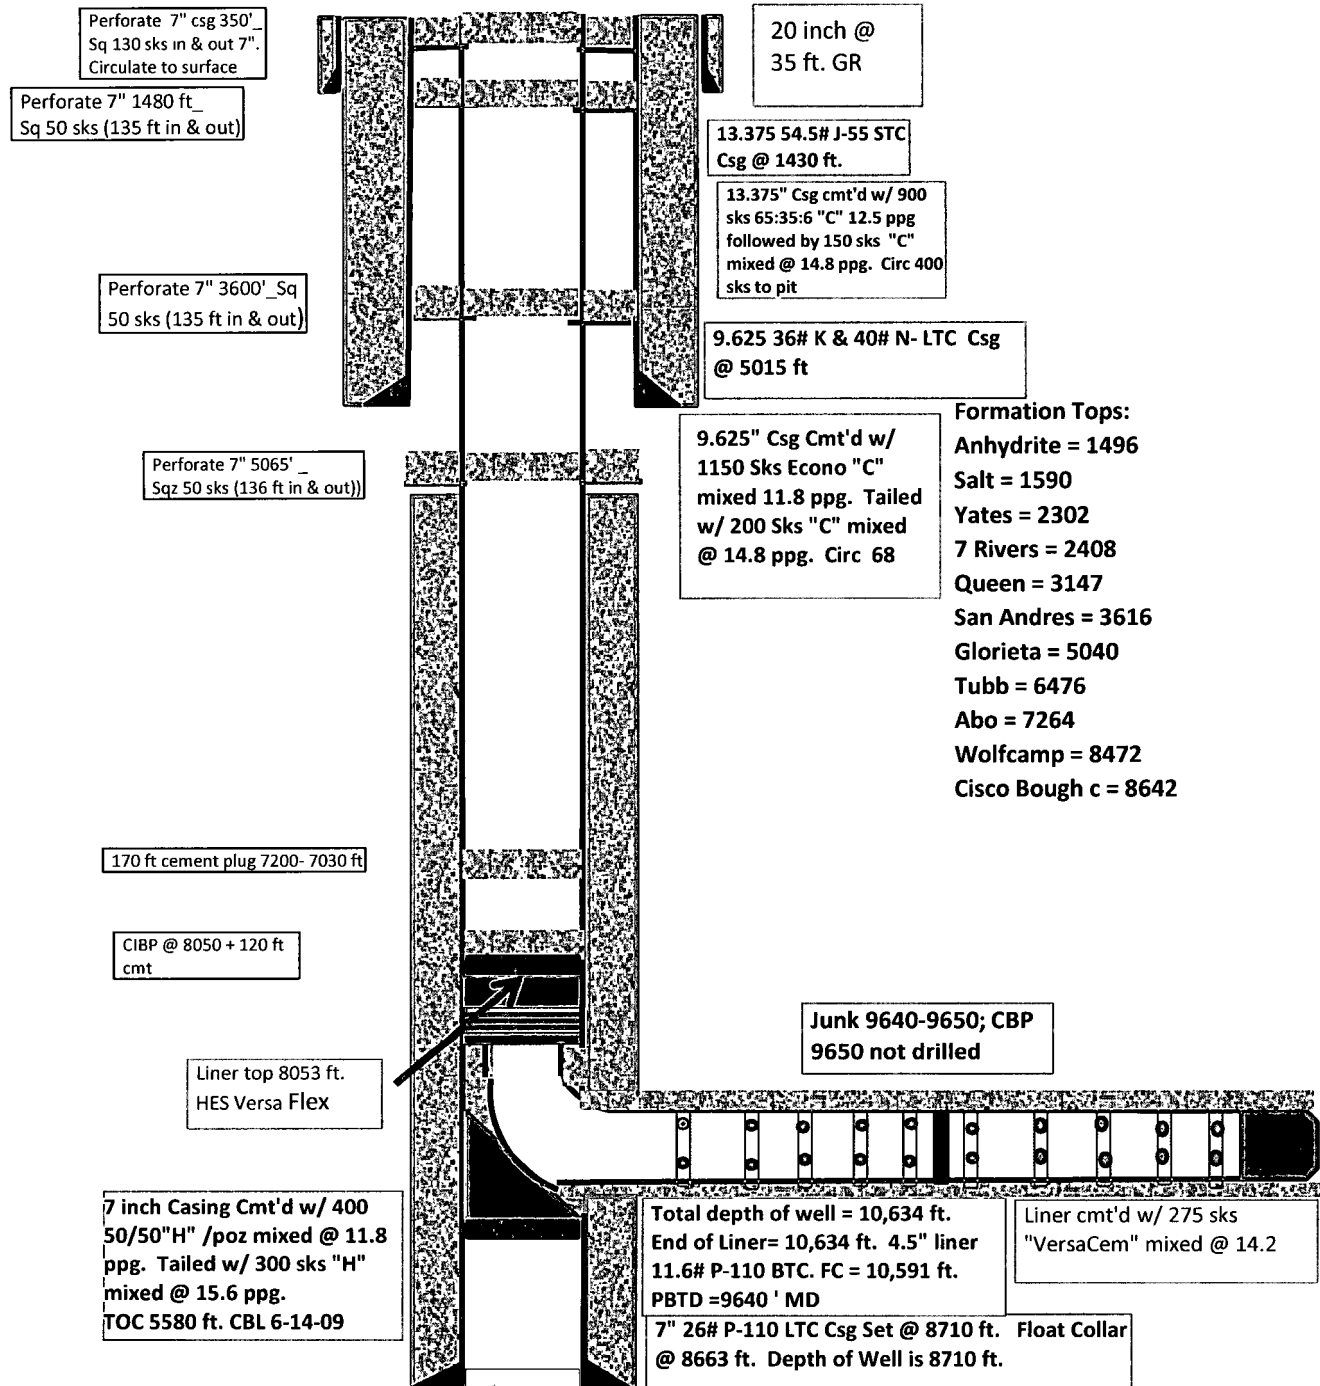 Perforate 7" csg 350'_
Sq 130 sks in & out 7".
Circulate to surface
20 inch @
35 ft. GR
Perforate 7" 1480 ft_
Sq 50 sks (135 ft in & out)
13.375 54.5# J-55 STC
Csg @ 1430 ft.
13.375" Csg cmt'd w/ 900
sks 65:35:6 "C" 12.5 ppg
followed by 150 sks "C"
mixed @ 14.8 ppg. Circ 400
sks to pit
Perforate 7" 3600'_Sq
50 sks (135 ft in & out)
9.625 36# K & 40# N- LTC Csg
@ 5015 ft
9.625" Csg Cmt'd w/
1150 Sks Econo "C"
mixed 11.8 ppg. Tailed
w/ 200 Sks "C" mixed
@ 14.8 ppg. Circ 68
Formation Tops:
Anhydrite = 1496
Salt = 1590
Yates = 2302
7 Rivers = 2408
Queen = 3147
San Andres = 3616
Glorieta = 5040
Tubb = 6476
Abo = 7264
Wolfcamp = 8472
Cisco Bough c = 8642
Perforate 7" 5065' _
Sqz 50 sks (136 ft in & out))
170 ft cement plug 7200- 7030 ft
CIBP @ 8050 + 120 ft
cmt
Liner top 8053 ft.
HES Versa Flex
Junk 9640-9650; CBP
9650 not drilled
7 inch Casing Cmt'd w/ 400
50/50"H" /poz mixed @ 11.8
ppg. Tailed w/ 300 sks "H"
mixed @ 15.6 ppg.
TOC 5580 ft. CBL 6-14-09
Total depth of well = 10,634 ft.
End of Liner= 10,634 ft. 4.5" liner
11.6# P-110 BTC. FC = 10,591 ft.
PBTD =9640 ' MD
Liner cmt'd w/ 275 sks
"VersaCem" mixed @ 14.2
7" 26# P-110 LTC Csg Set @ 8710 ft. Float Collar
@ 8663 ft. Depth of Well is 8710 ft.